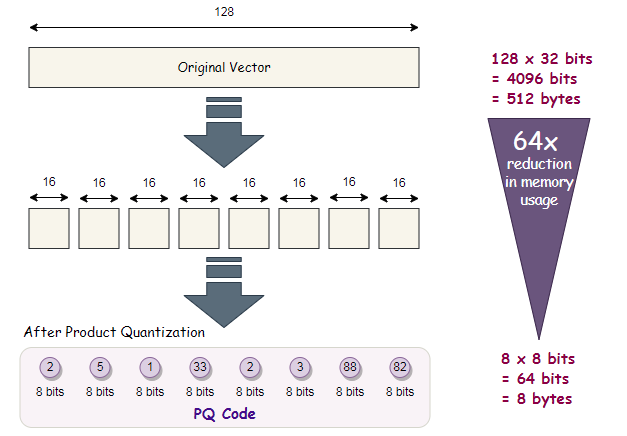 128
Original Vector
128 x 32 bits
= 4096 bits
= 512 bytes
64x
reduction
in memory
usage
16 16 16 16 16 16 16 16
After Product Quantization
2 5 1 33 2 3 88 82
8 bits 8 bits 8 bits 8 bits 8 bits 8 bits 8 bits 8 bits
PQ Code
8 x 8 bits
= 64 bits
= 8 bytes